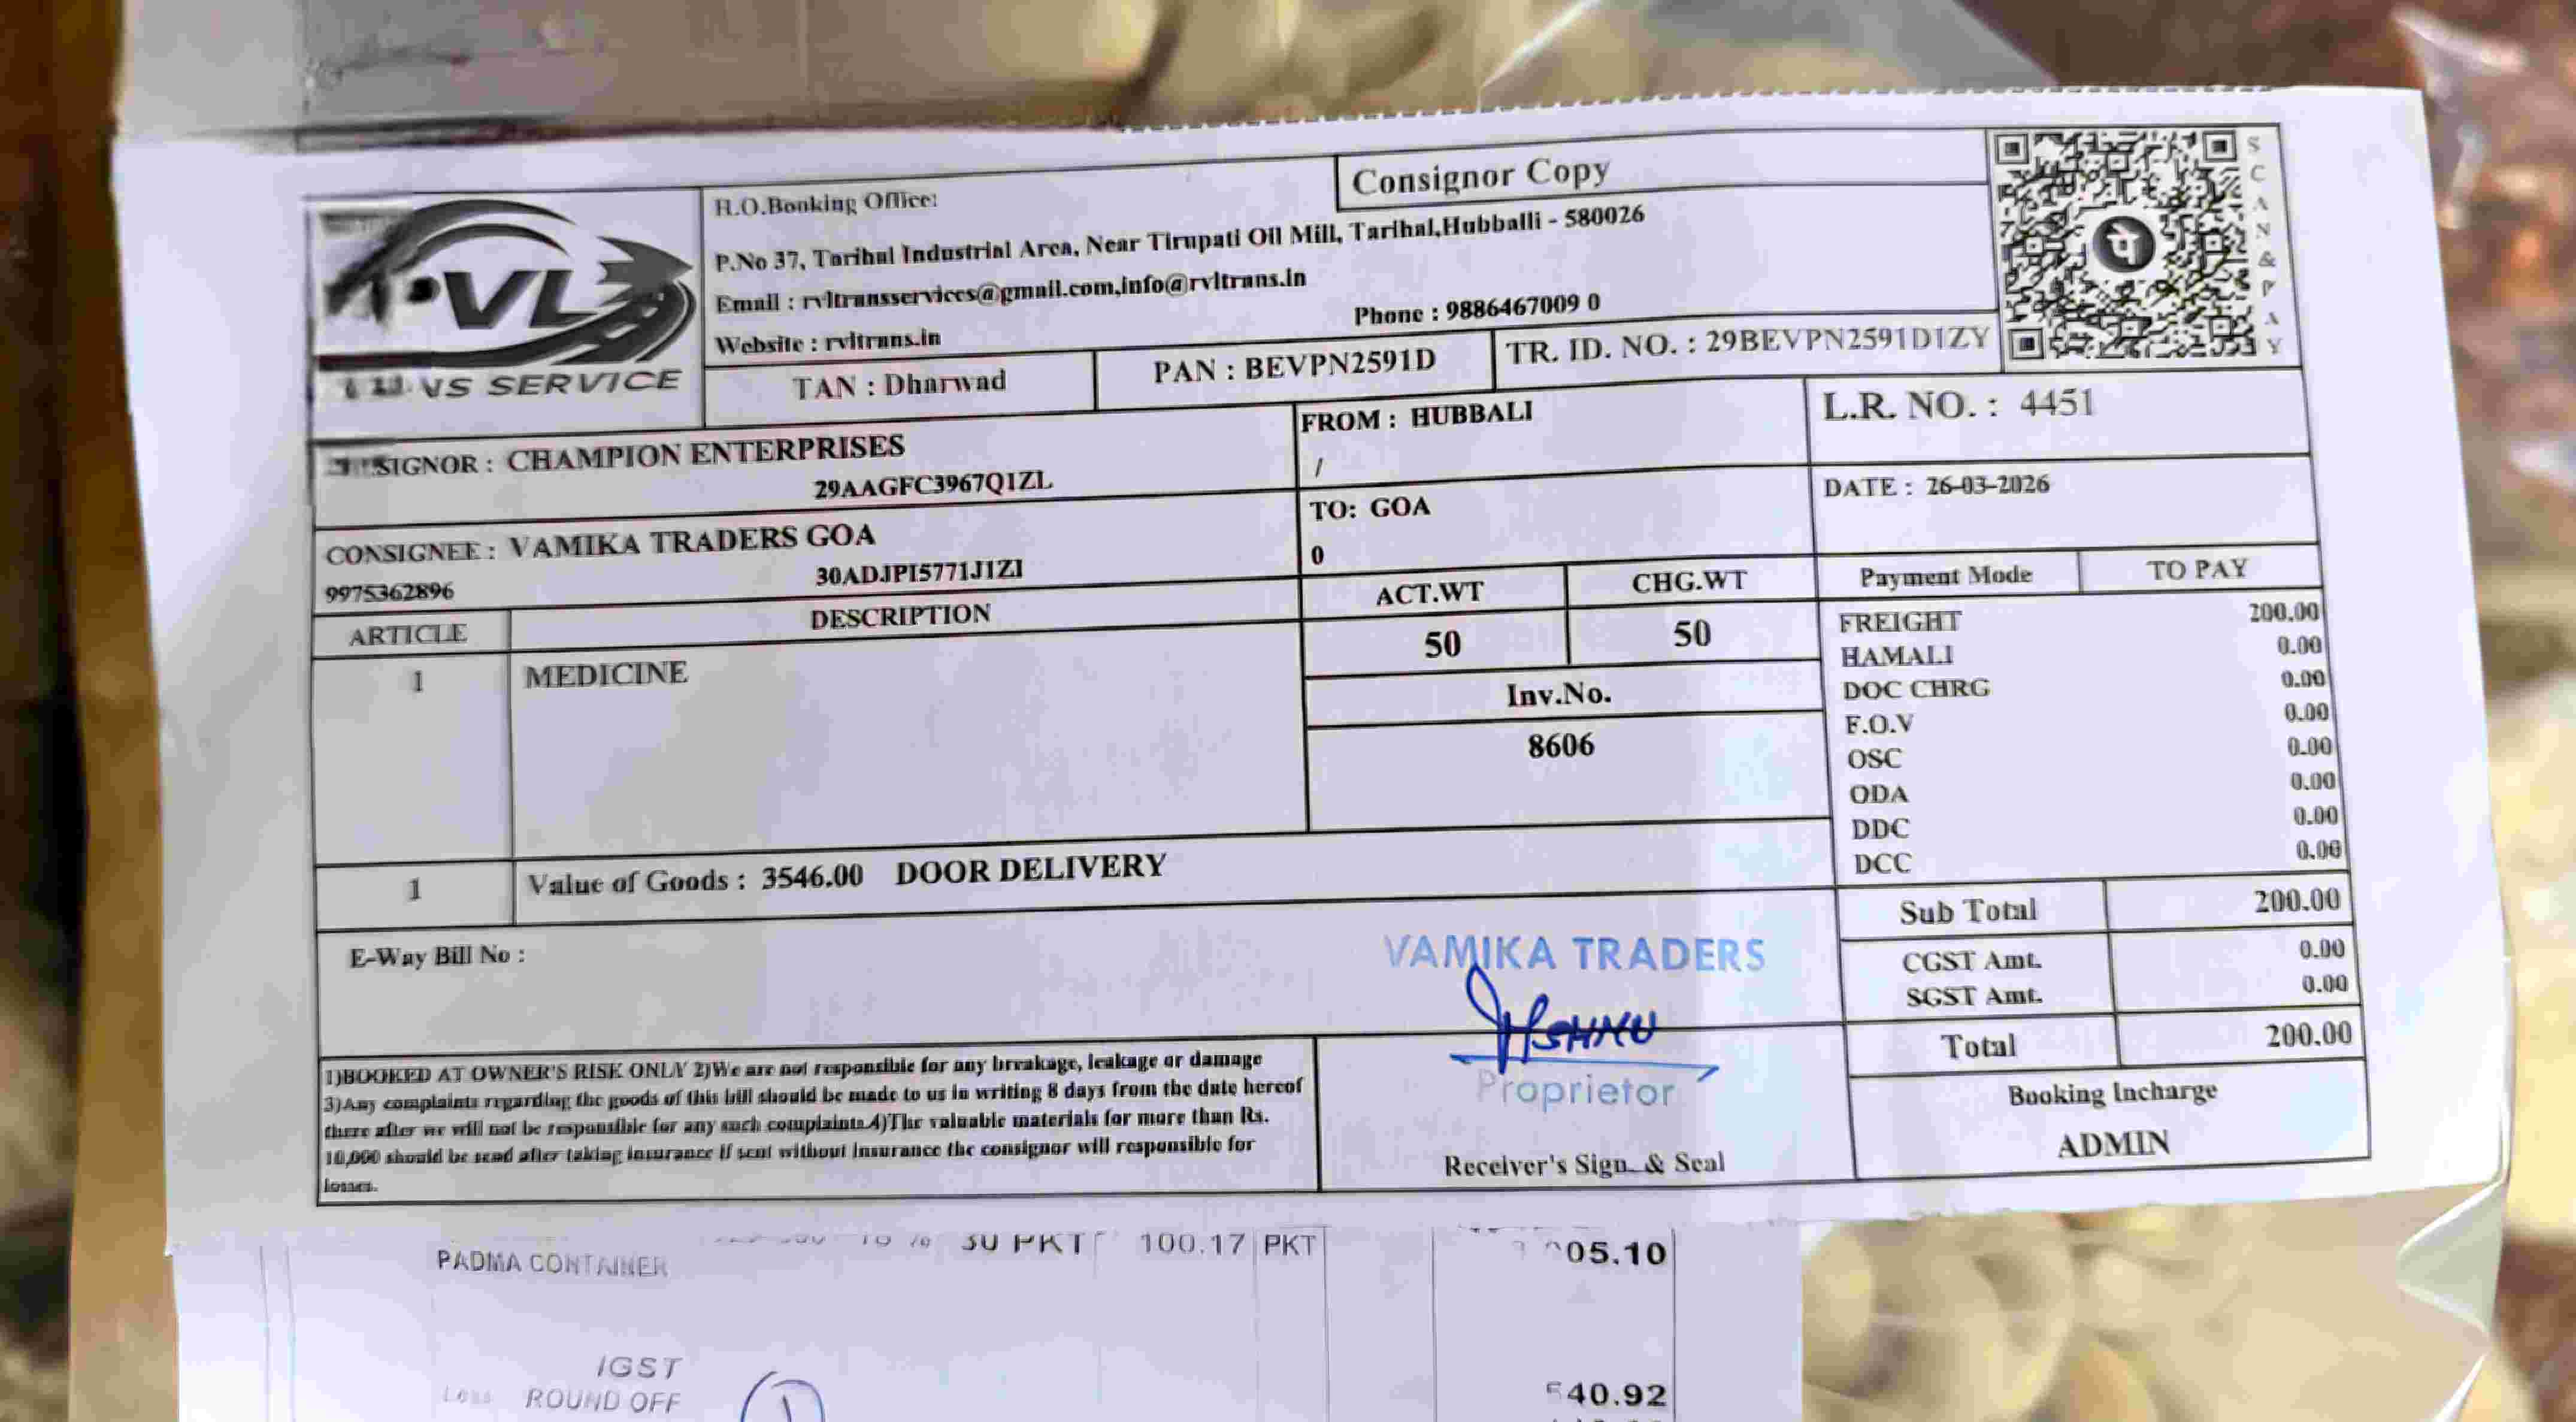 Consignor Copy
H.O.Booking Office:
P.No 37, Tarihal Industrial Area, Near Tirupati Oil Mill, Tarihal,Hubballi - 580026
Email : rvltransservices@gmail.com,info@rvltrans.in
Phone : 9886467009 0
Website : rvltrans.in
TAN : Dharwad
PAN : BEVPN2591D
TR. ID. NO. : 29BEVPN2591D1ZY
SCAN & PAY
पे
VL
NS SERVICE
SIGNOR : CHAMPION ENTERPRISES
29AAGFC3967Q1ZL
FROM : HUBBALI
/
L.R. NO. : 4451
CONSIGNEE : VAMIKA TRADERS GOA
9975362896
30ADJPI5771J1ZI
TO: GOA
0
DATE : 26-03-2026
ARTICLE
DESCRIPTION
ACT.WT
CHG.WT
Payment Mode
TO PAY
1
MEDICINE
50
50
Inv.No.
8606
FREIGHT 200.00
HAMALI 0.00
DOC CHRG 0.00
F.O.V 0.00
OSC 0.00
ODA 0.00
DDC 0.00
DCC 0.00
1
Value of Goods : 3546.00 DOOR DELIVERY
Sub Total 200.00
E-Way Bill No :
CGST Amt. 0.00
SGST Amt. 0.00
Total 200.00
VAMIKA TRADERS
Proprietor
Receiver's Sign. & Seal
Booking Incharge
ADMIN
1)BOOKED AT OWNER'S RISK ONLY 2)We are not responsible for any breakage, leakage or damage
3)Any complaints regarding the goods of this bill should be made to us in writing 8 days from the date hereof
there after we will not be responsible for any such complaints.4)The valuable materials for more than Rs.
10,000 should be send after taking insurance if sent without insurance the consignor will responsible for
losses.
PADMA CONTAINER
30 PKT 100.17 PKT
05.10
IGST
40.92
Less ROUND OFF